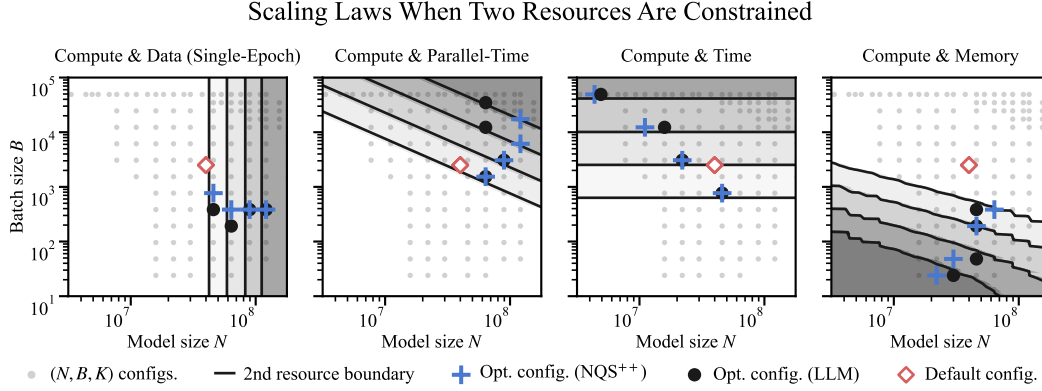 Scaling Laws When Two Resources Are Constrained
Compute & Data (Single-Epoch)
Compute & Parallel-Time
Compute & Time
Compute & Memory
Batch size B
10^5
10^4
10^3
10^2
10^1
10^7 10^8
10^7 10^8
10^7 10^8
10^7 10^8
Model size N
Model size N
Model size N
Model size N
(N, B, K) configs.
2nd resource boundary
Opt. config. (NQS^{++})
Opt. config. (LLM)
Default config.